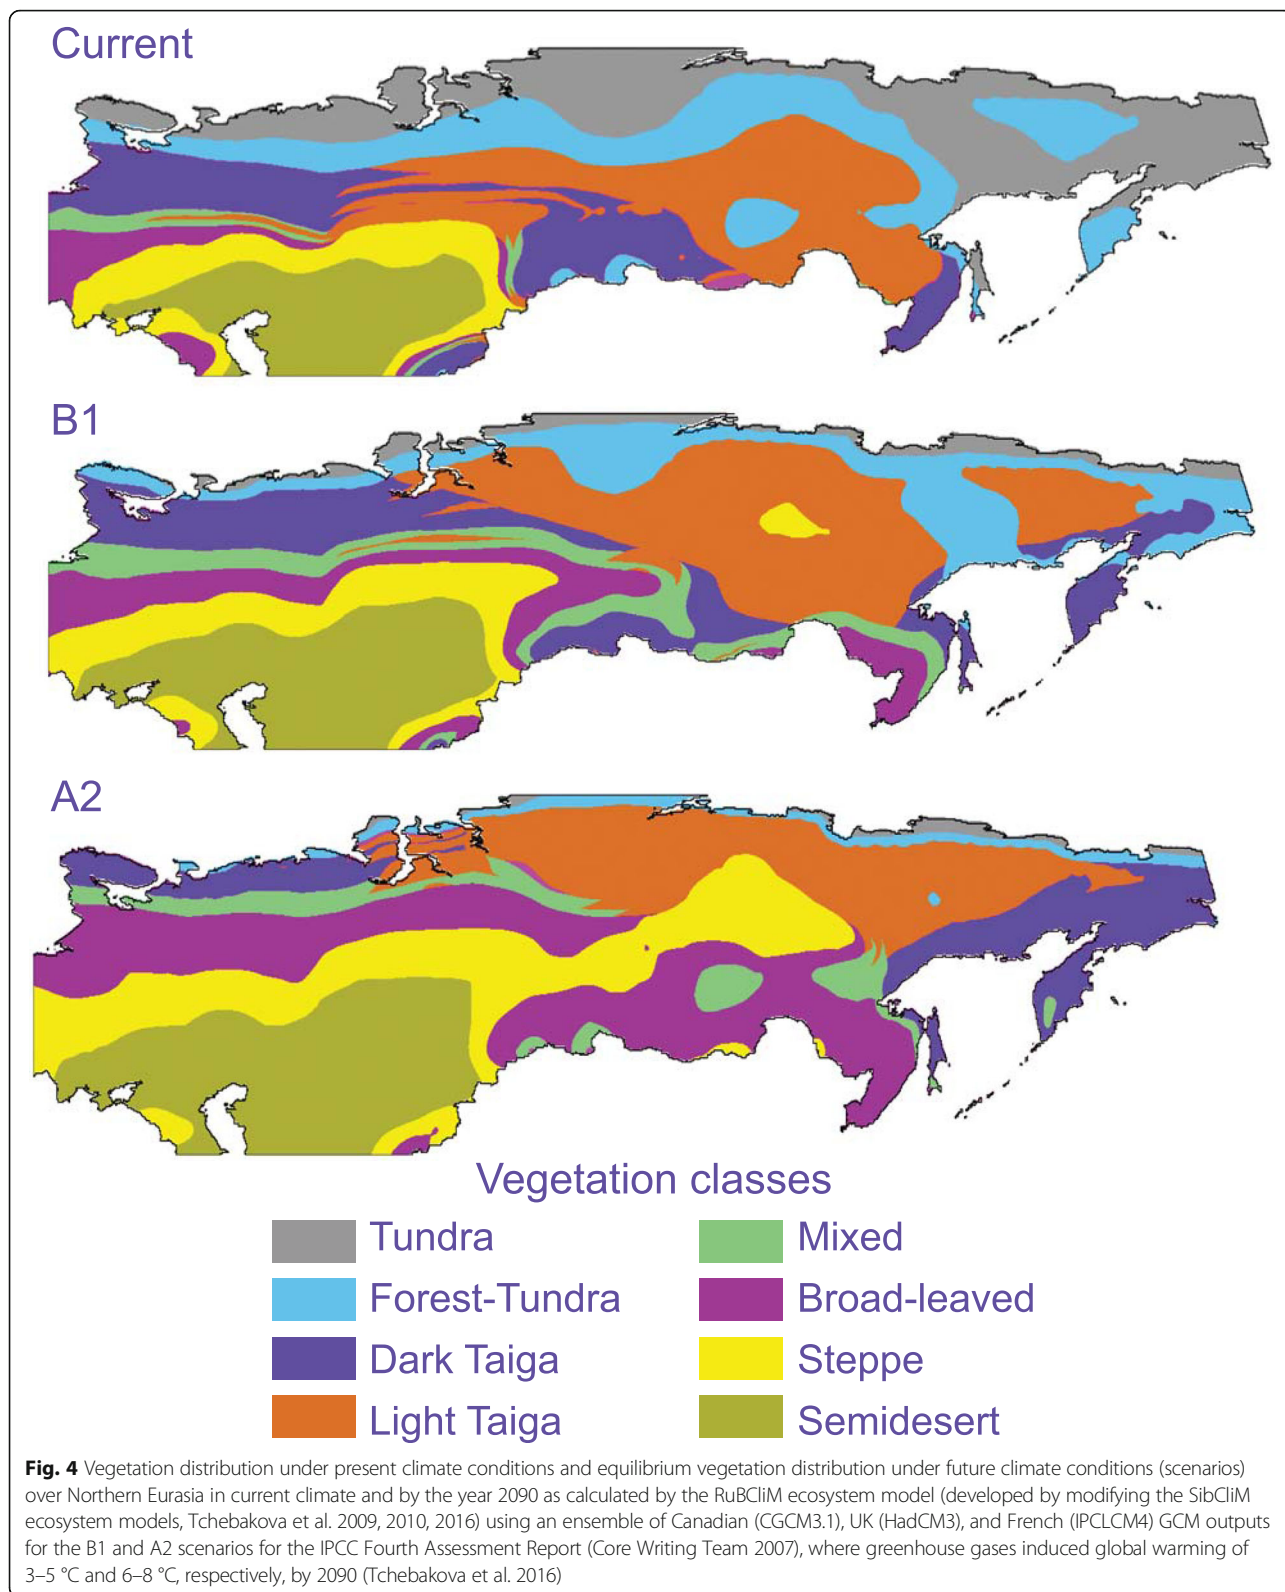 Current
B1
A2
Vegetation classes
Tundra
Forest-Tundra
Dark Taiga
Light Taiga
Mixed
Broad-leaved
Steppe
Semidesert
Fig. 4 Vegetation distribution under present climate conditions and equilibrium vegetation distribution under future climate conditions (scenarios)
over Northern Eurasia in current climate and by the year 2090 as calculated by the RuBCliM ecosystem model (developed by modifying the SibCliM
ecosystem models, Tchebakova et al. 2009, 2010, 2016) using an ensemble of Canadian (CGCM3.1), UK (HadCM3), and French (IPCLCM4) GCM outputs
for the B1 and A2 scenarios for the IPCC Fourth Assessment Report (Core Writing Team 2007), where greenhouse gases induced global warming of
3–5 °C and 6–8 °C, respectively, by 2090 (Tchebakova et al. 2016)